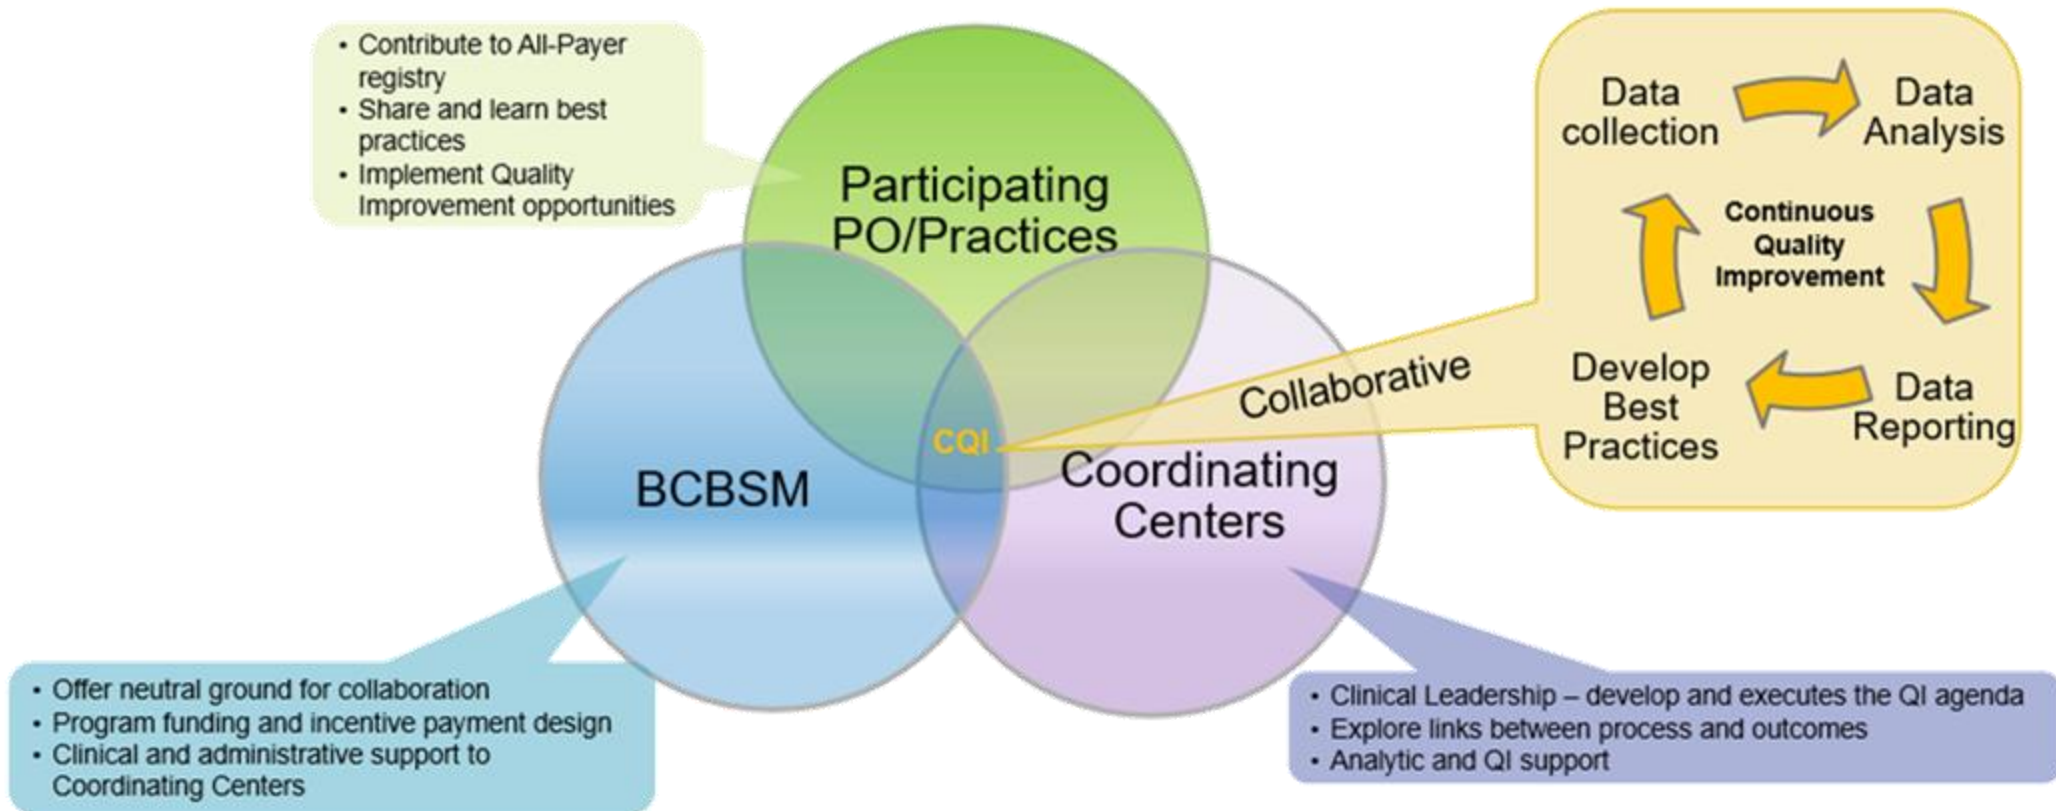 • Contribute to All-Payer
registry
• Share and learn best
practices
• Implement Quality
Improvement opportunities
Participating
PO/Practices
BCBSM
CQI
Coordinating
Centers
Collaborative
Data
collection
Data
Analysis
Continuous
Quality
Improvement
Develop
Best
Practices
Data
Reporting
• Offer neutral ground for collaboration
• Program funding and incentive payment design
• Clinical and administrative support to
Coordinating Centers
• Clinical Leadership – develop and executes the QI agenda
• Explore links between process and outcomes
• Analytic and QI support